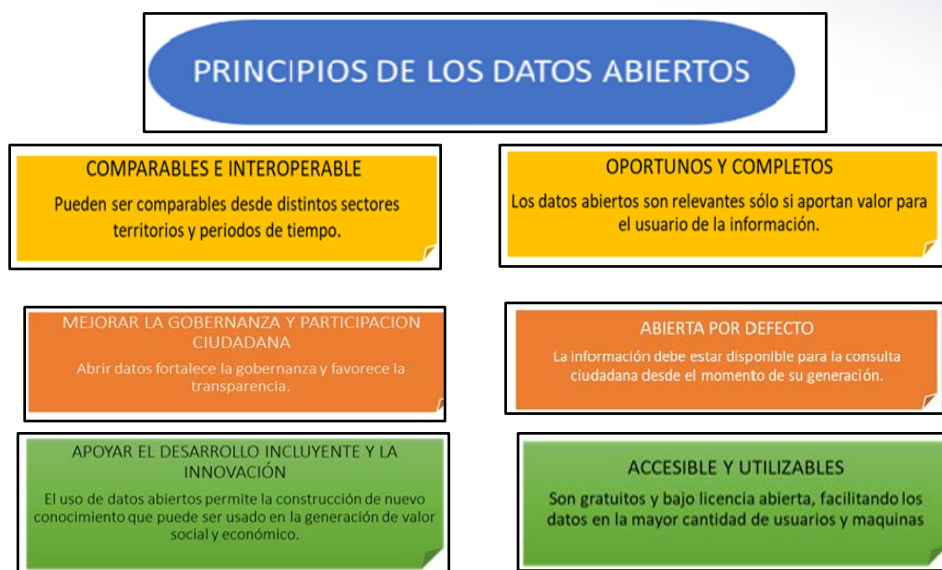 PRINCIPIOS DE LOS DATOS ABIERTOS
COMPARABLES E INTEROPERABLE
Pueden ser comparables desde distintos sectores
territorios y periodos de tiempo.
OPORTUNOS Y COMPLETOS
Los datos abiertos son relevantes sólo si aportan valor para
el usuario de la información.
MEJORAR LA GOBERNANZA Y PARTICIPACION
CIUDADANA
Abrir datos fortalece la gobernanza y favorece la
transparencia.
ABIERTA POR DEFECTO
La información debe estar disponible para la consulta
ciudadana desde el momento de su generación.
APOYAR EL DESARROLLO INCLUYENTE Y LA
INNOVACIÓN
El uso de datos abiertos permite la construcción de nuevo
conocimiento que puede ser usado en la generación de valor
social y económico.
ACCESIBLE Y UTILIZABLES
Son gratuitos y bajo licencia abierta, facilitando los
datos en la mayor cantidad de usuarios y maquinas